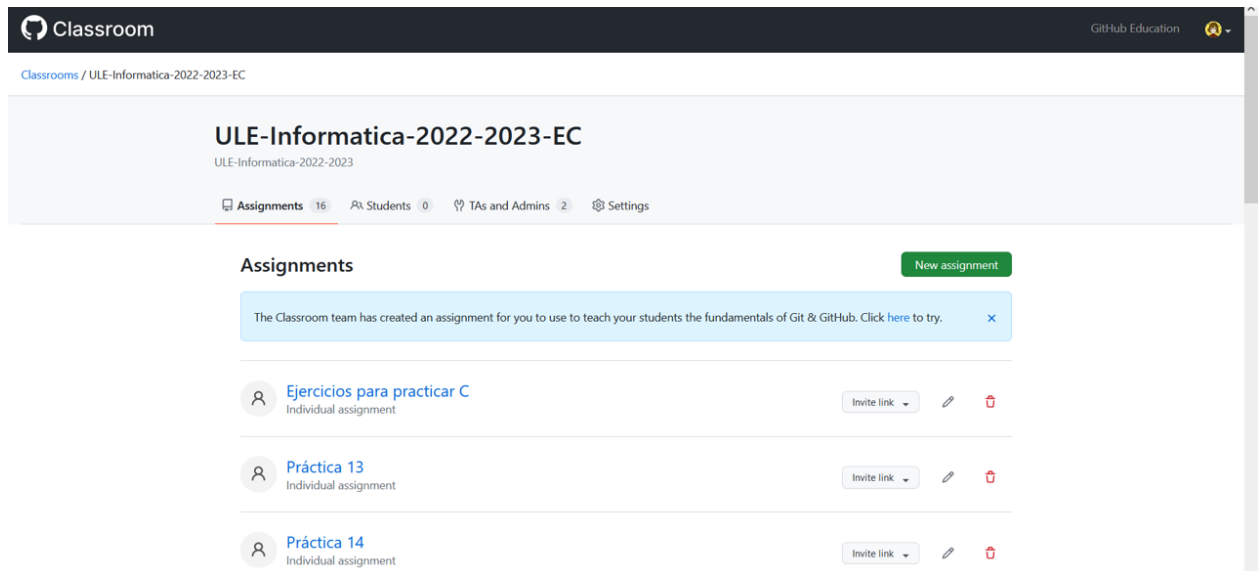 Classroom
GitHub Education
Classrooms / ULE-Informatica-2022-2023-EC
ULE-Informatica-2022-2023-EC
ULE-Informatica-2022-2023
Assignments 16 Students 0 TAs and Admins 2 Settings
Assignments
New assignment
The Classroom team has created an assignment for you to use to teach your students the fundamentals of Git & GitHub. Click here to try.
Ejercicios para practicar C
Individual assignment
Invite link
Práctica 13
Individual assignment
Invite link
Práctica 14
Individual assignment
Invite link